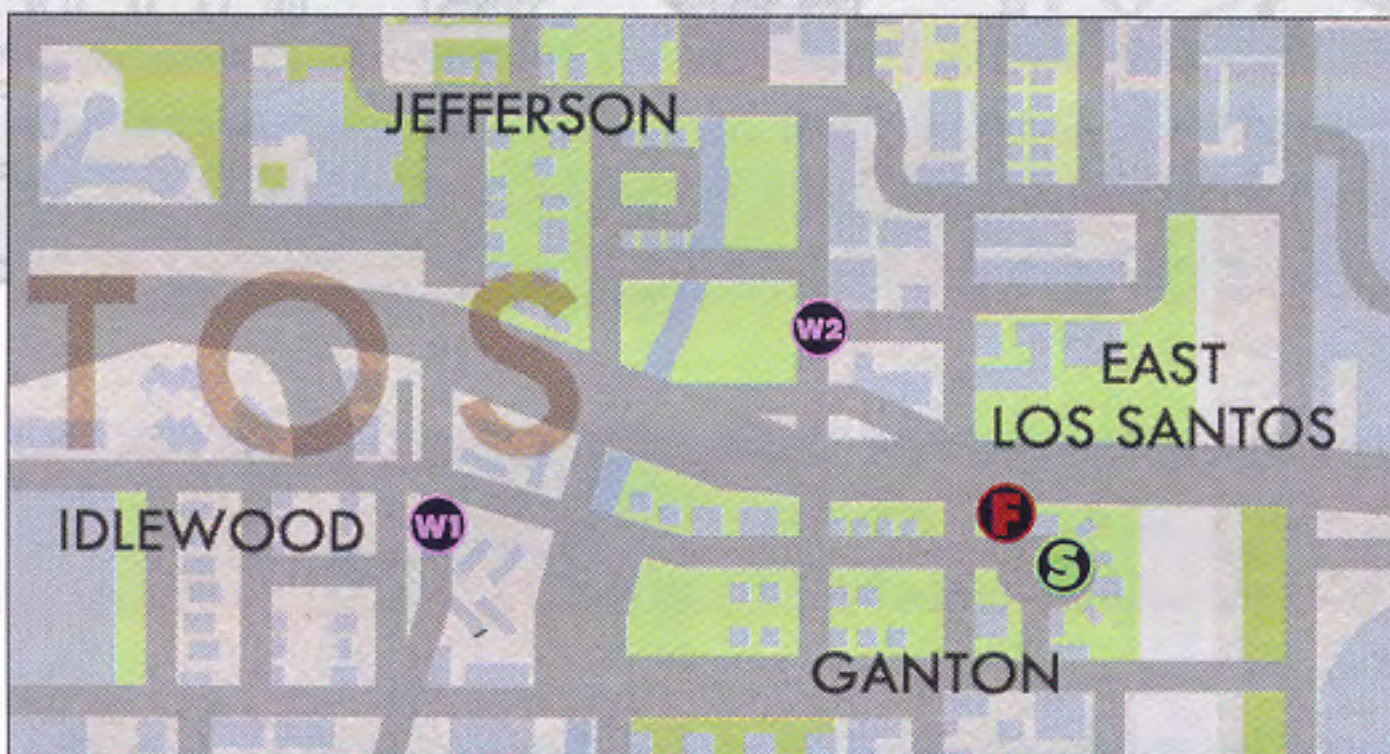 JEFFERSON
TOS
W2
EAST
LOS SANTOS
IDLEWOOD
W1
F
S
GANTON